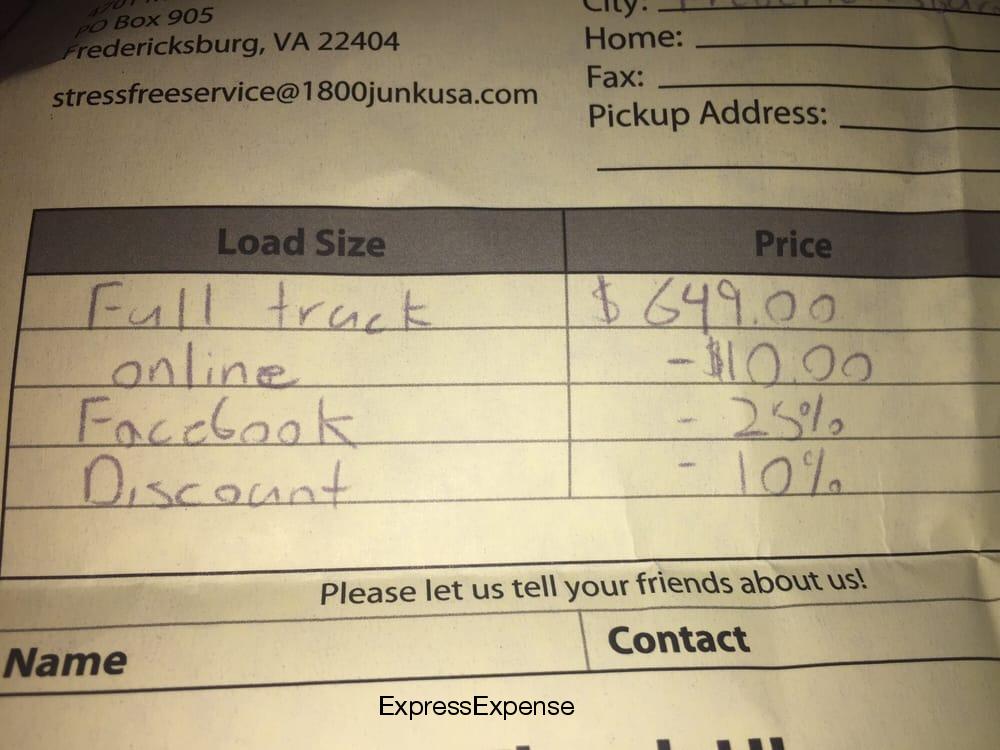 PO Box 905
Fredericksburg, VA 22404
stressfreeservice@1800junkusa.com
City:
Home:
Fax:
Pickup Address:
Load Size Price
Full truck $649.00
online -$10.00
Facebook - 25%
Discount - 10%
Please let us tell your friends about us!
Name Contact
ExpressExpense